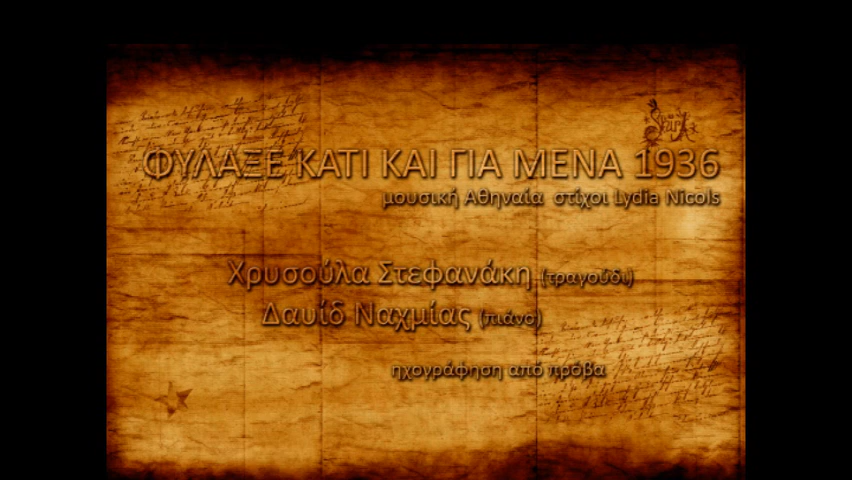 ΦΥΛΑΞΕ ΚΑΤΙ ΚΑΙ ΓΙΑ ΜΕΝΑ 1936
μουσική Αθηναία στίχοι Lydia Nicols
Χρυσούλα Στεφανάκη (τραγούδι)
Δαυίδ Ναχμίας (πιάνο)
ηχογράφηση από πρόβα